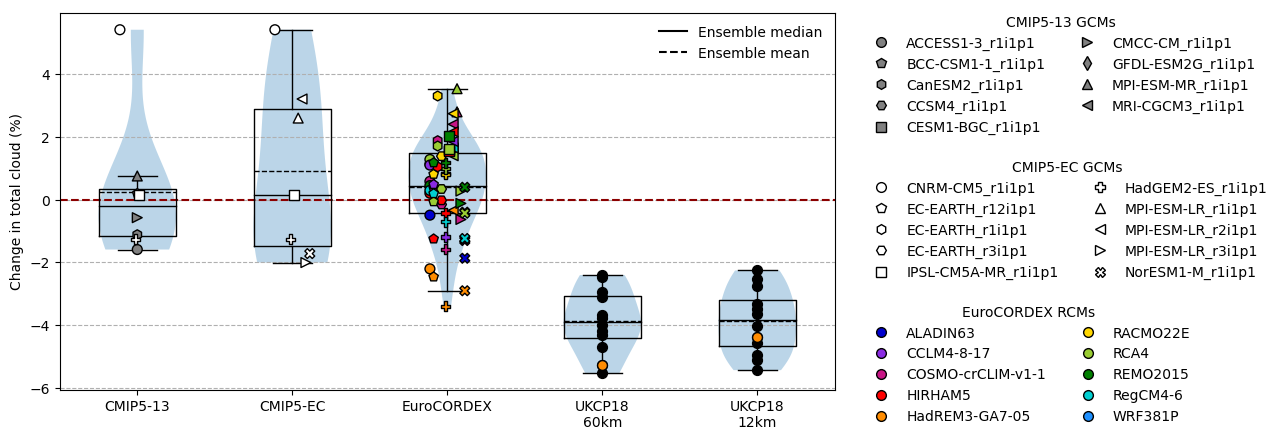 Change in total cloud (%)
4
2
0
−2
−4
−6
Ensemble median
Ensemble mean
CMIP5-13
CMIP5-EC
EuroCORDEX
UKCP18
60km
UKCP18
12km
CMIP5-13 GCMs
ACCESS1-3_r1i1p1
BCC-CSM1-1_r1i1p1
CanESM2_r1i1p1
CCSM4_r1i1p1
CESM1-BGC_r1i1p1
CMCC-CM_r1i1p1
GFDL-ESM2G_r1i1p1
MPI-ESM-MR_r1i1p1
MRI-CGCM3_r1i1p1
CMIP5-EC GCMs
CNRM-CM5_r1i1p1
EC-EARTH_r12i1p1
EC-EARTH_r1i1p1
EC-EARTH_r3i1p1
IPSL-CM5A-MR_r1i1p1
HadGEM2-ES_r1i1p1
MPI-ESM-LR_r1i1p1
MPI-ESM-LR_r2i1p1
MPI-ESM-LR_r3i1p1
NorESM1-M_r1i1p1
EuroCORDEX RCMs
ALADIN63
CCLM4-8-17
COSMO-crCLIM-v1-1
HIRHAM5
HadREM3-GA7-05
RACMO22E
RCA4
REMO2015
RegCM4-6
WRF381P